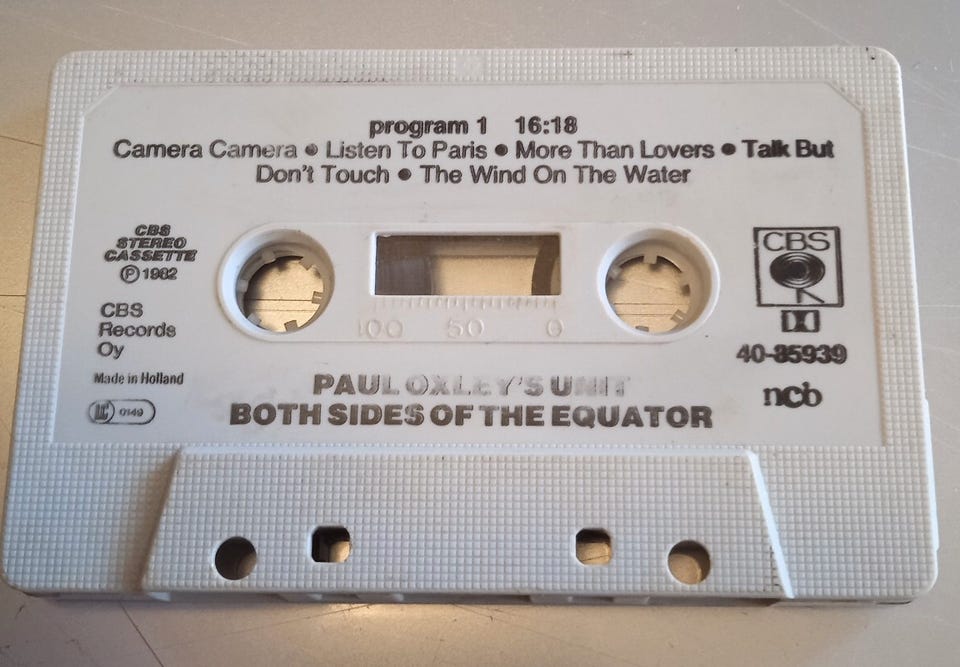 program 1 16:18
Camera Camera • Listen To Paris • More Than Lovers • Talk But
Don't Touch • The Wind On The Water
CBS
STEREO
CASSETTE
Ⓟ 1982
CBS
Records
Oy
Made in Holland
LC 0149
100 50 0
CBS
40-85939
ncb
PAUL OXLEY'S UNIT
BOTH SIDES OF THE EQUATOR